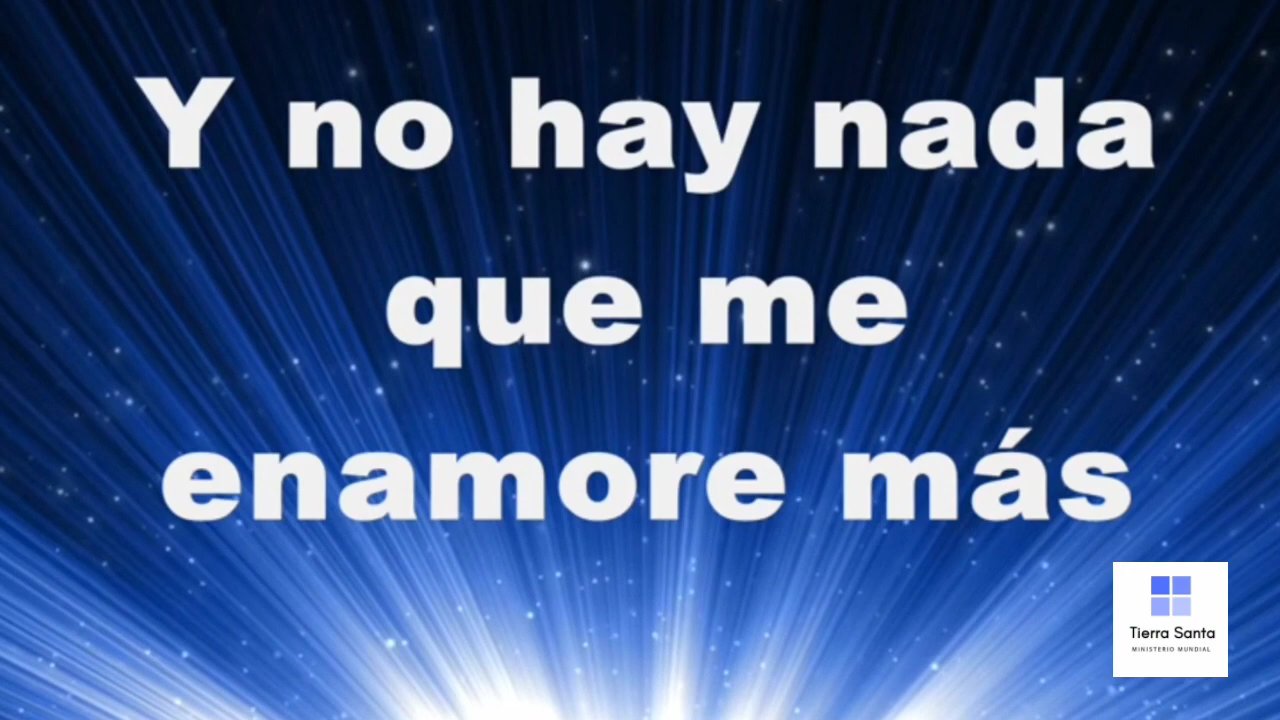 Y no hay nada
que me
enamore más
Tierra Santa
MINISTERIO MUNDIAL